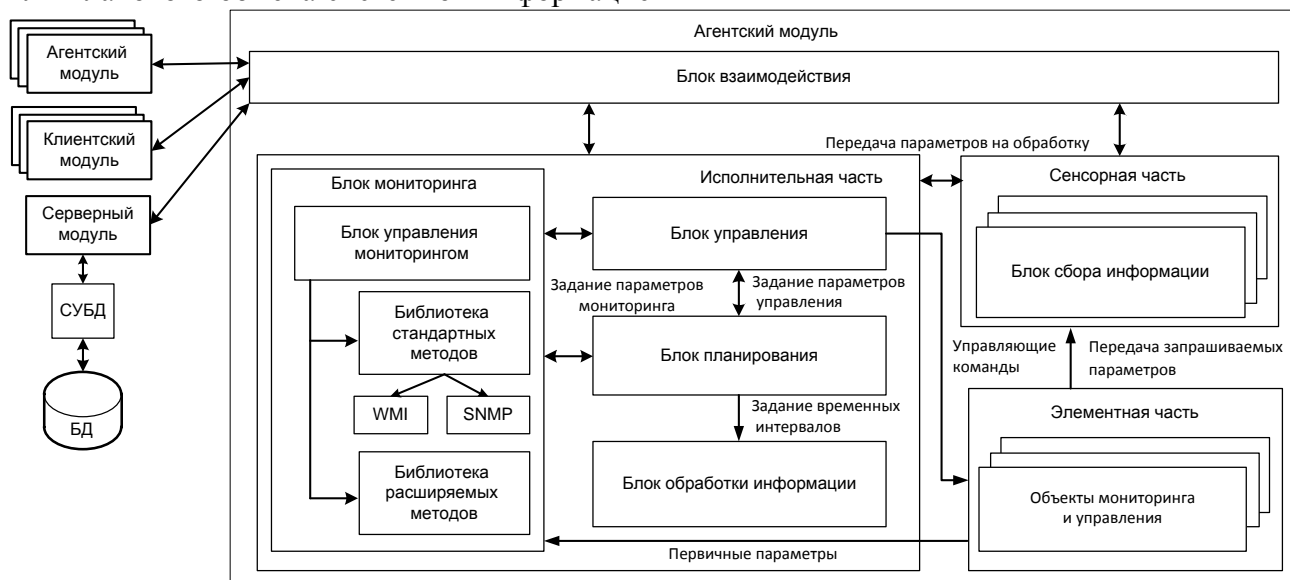 Агентский модуль
Блок взаимодействия
Агентский
модуль
Клиентский
модуль
Серверный
модуль
СУБД
БД
Передача параметров на обработку
Исполнительная часть
Блок мониторинга
Блок управления
мониторингом
Библиотека
стандартных
методов
WMI
SNMP
Библиотека
расширяемых
методов
Блок управления
Задание параметров
мониторинга
Задание параметров
управления
Блок планирования
Задание временных
интервалов
Блок обработки информации
Сенсорная часть
Блок сбора информации
Управляющие
команды
Передача запрашиваемых
параметров
Элементная часть
Объекты мониторинга
и управления
Первичные параметры